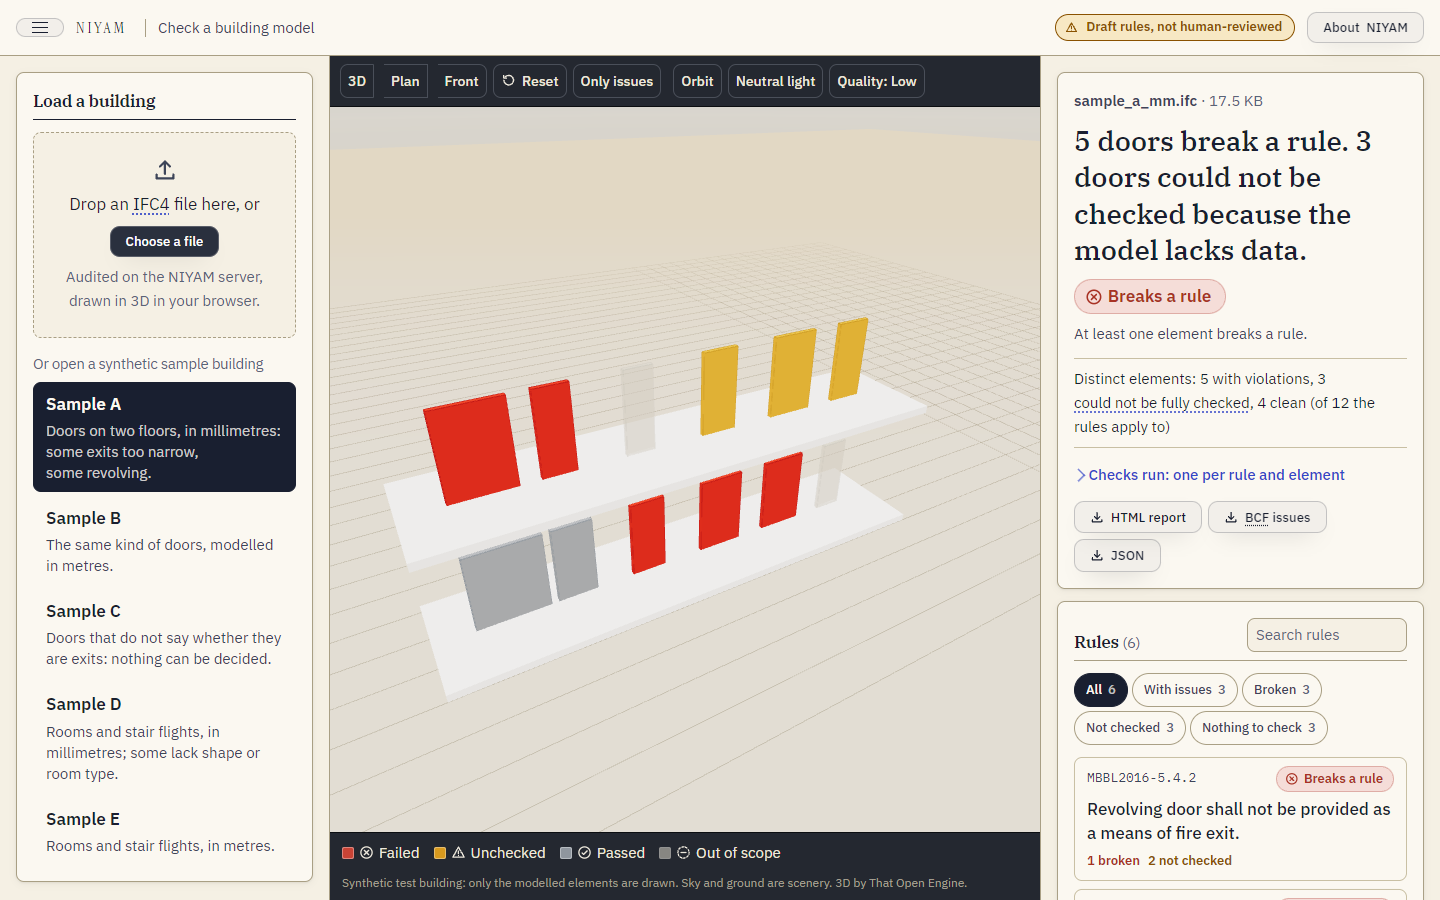 NIYAM
Check a building model
Draft rules, not human-reviewed
About NIYAM
Load a building
Drop an IFC4 file here, or
Choose a file
Audited on the NIYAM server,
drawn in 3D in your browser.
Or open a synthetic sample building
Sample A
Doors on two floors, in millimetres:
some exits too narrow,
some revolving.
Sample B
The same kind of doors, modelled
in metres.
Sample C
Doors that do not say whether they
are exits: nothing can be decided.
Sample D
Rooms and stair flights, in
millimetres; some lack shape or
room type.
Sample E
Rooms and stair flights, in metres.
3D
Plan
Front
Reset
Only issues
Orbit
Neutral light
Quality: Low
Failed
Unchecked
Passed
Out of scope
Synthetic test building: only the modelled elements are drawn. Sky and ground are scenery. 3D by That Open Engine.
sample_a_mm.ifc · 17.5 KB
5 doors break a rule. 3
doors could not be
checked because the
model lacks data.
Breaks a rule
At least one element breaks a rule.
Distinct elements: 5 with violations, 3
could not be fully checked, 4 clean (of 12 the
rules apply to)
Checks run: one per rule and element
HTML report
BCF issues
JSON
Rules (6)
Search rules
All 6
With issues 3
Broken 3
Not checked 3
Nothing to check 3
MBBL2016-5.4.2
Breaks a rule
Revolving door shall not be provided as
a means of fire exit.
1 broken 2 not checked